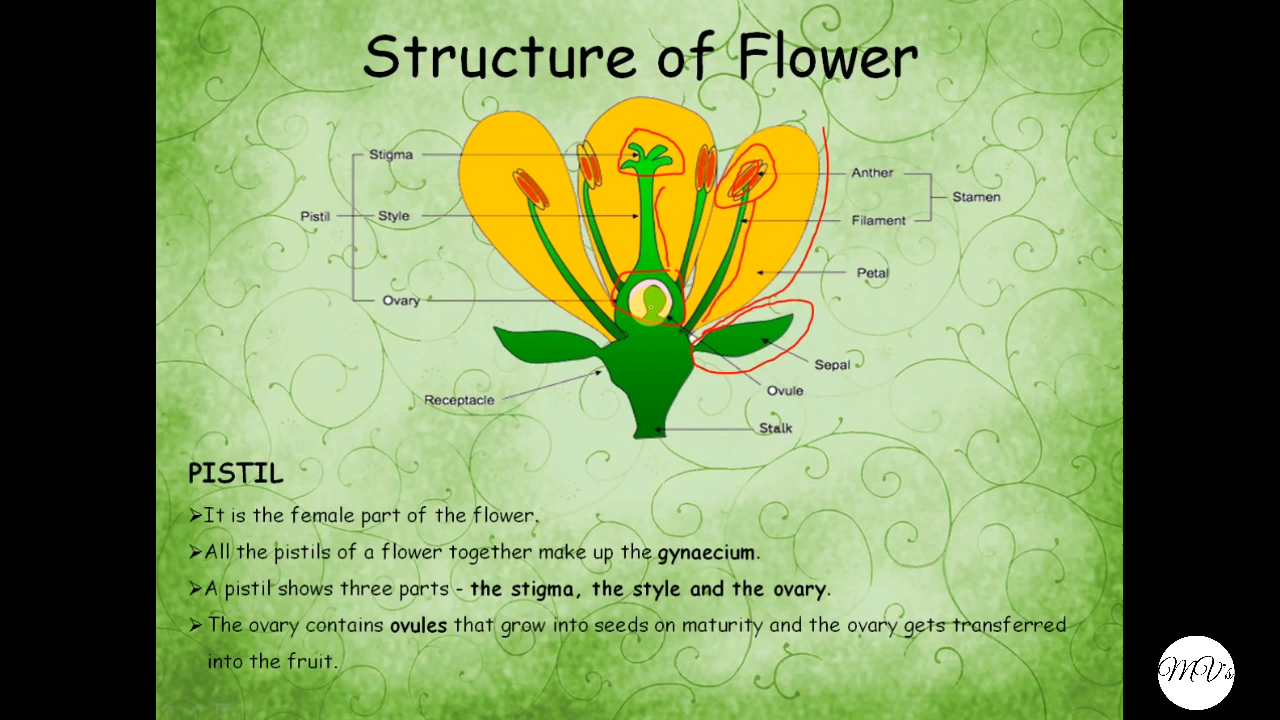 Structure of Flower
Stigma
Anther
Stamen
Pistil
Style
Filament
Petal
Ovary
Sepal
Ovule
Receptacle
Stalk
PISTIL
➢It is the female part of the flower.
➢All the pistils of a flower together make up the gynaecium.
➢A pistil shows three parts - the stigma, the style and the ovary.
➢The ovary contains ovules that grow into seeds on maturity and the ovary gets transferred
into the fruit.
MV's